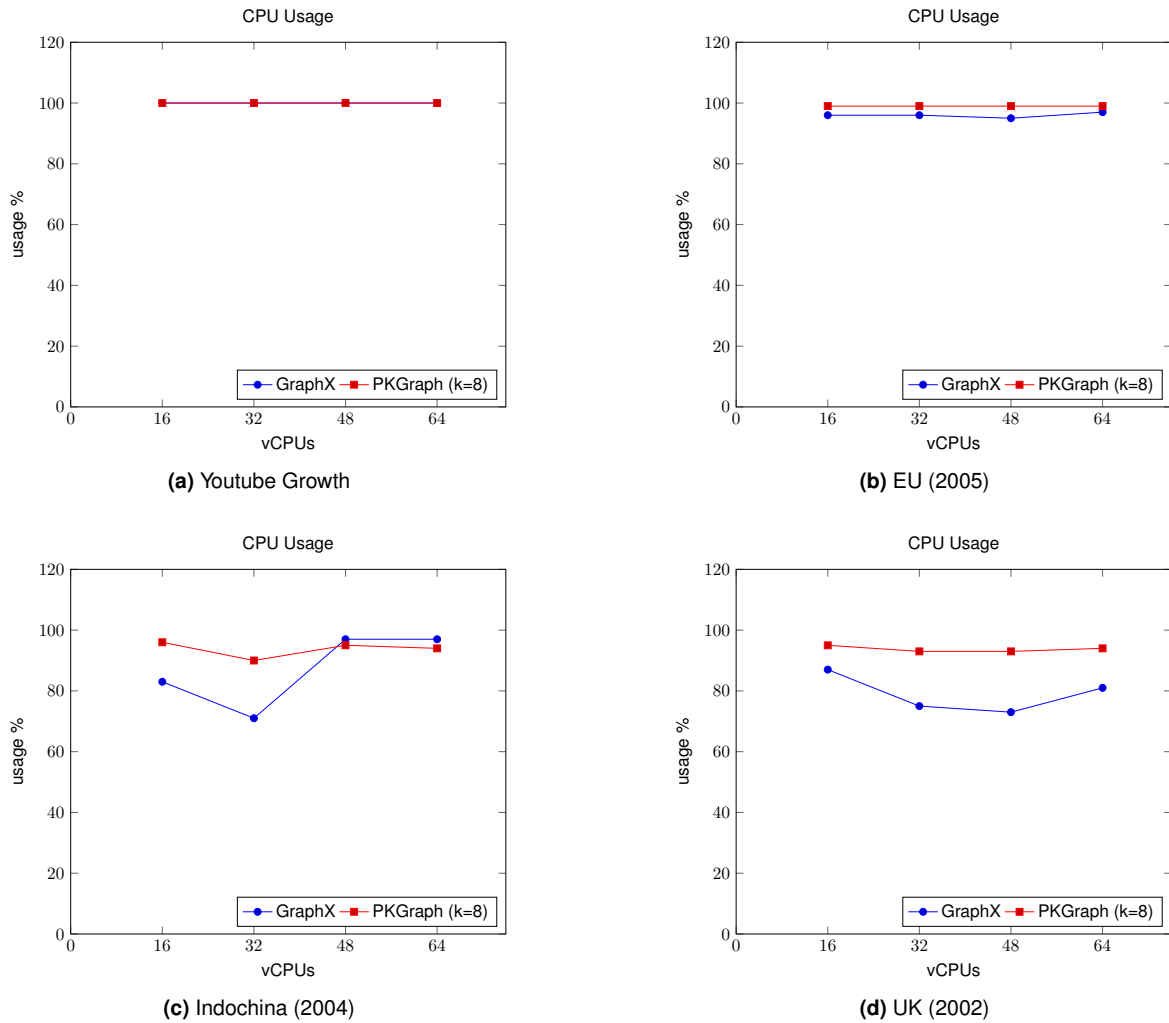 CPU Usage
120
100
80
60
40
20
0
usage %
GraphX PKGraph (k=8)
0 16 32 48 64
vCPUs
(a) Youtube Growth
CPU Usage
120
100
80
60
40
20
0
usage %
GraphX PKGraph (k=8)
0 16 32 48 64
vCPUs
(b) EU (2005)
CPU Usage
120
100
80
60
40
20
0
usage %
GraphX PKGraph (k=8)
0 16 32 48 64
vCPUs
(c) Indochina (2004)
CPU Usage
120
100
80
60
40
20
0
usage %
GraphX PKGraph (k=8)
0 16 32 48 64
vCPUs
(d) UK (2002)